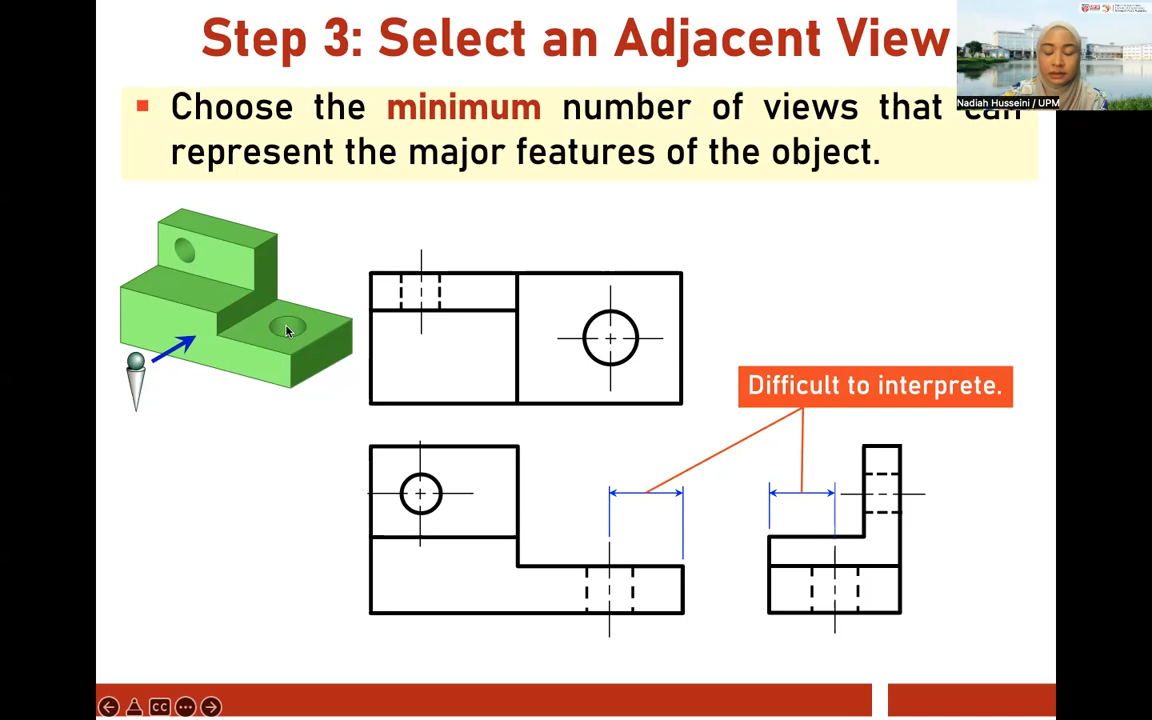 Step 3: Select an Adjacent View
Nadiah Husseini / UPM
▪ Choose the minimum number of views that can
represent the major features of the object.
Difficult to interprete.
CC